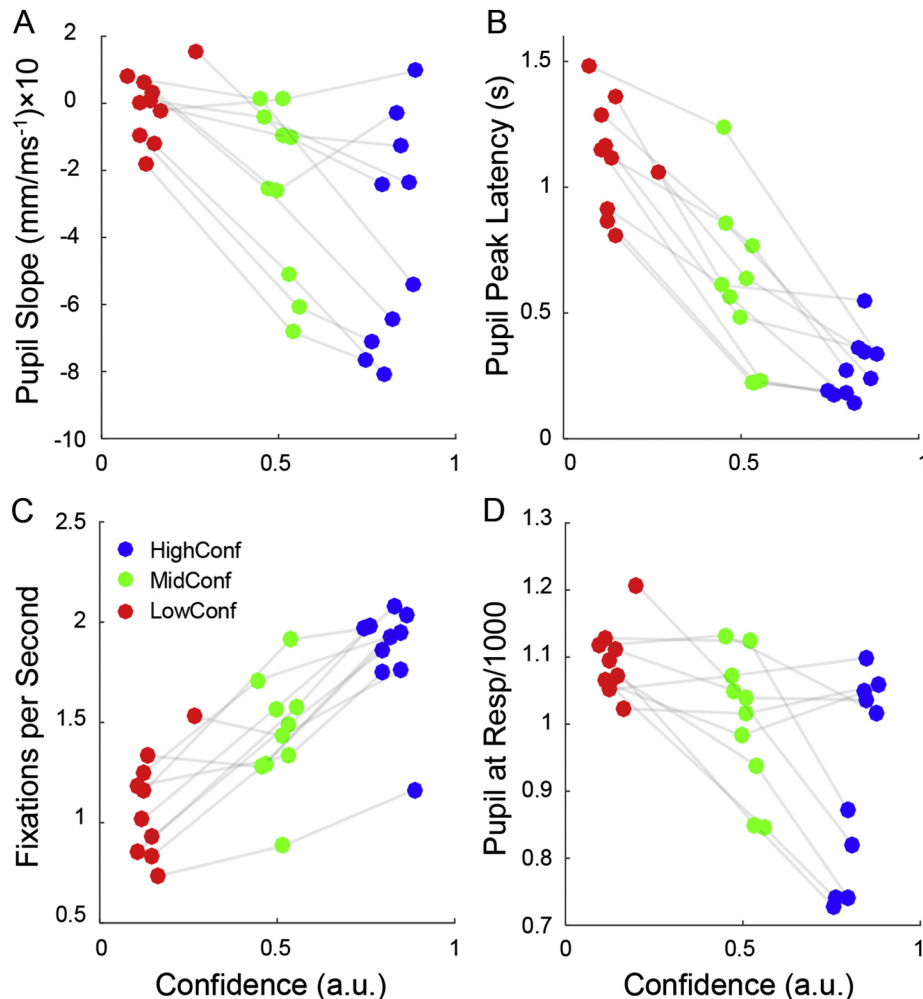 A
Pupil Slope (mm/ms⁻¹)×10
2
0
-2
-4
-6
-8
-10
0
0.5
1
B
Pupil Peak Latency (s)
1.5
1
0.5
0
0
0.5
1
C
Fixations per Second
2.5
2
1.5
1
0.5
HighConf
MidConf
LowConf
0
0.5
1
Confidence (a.u.)
D
Pupil at Resp/1000
1.3
1.2
1.1
1
0.9
0.8
0.7
0
0.5
1
Confidence (a.u.)